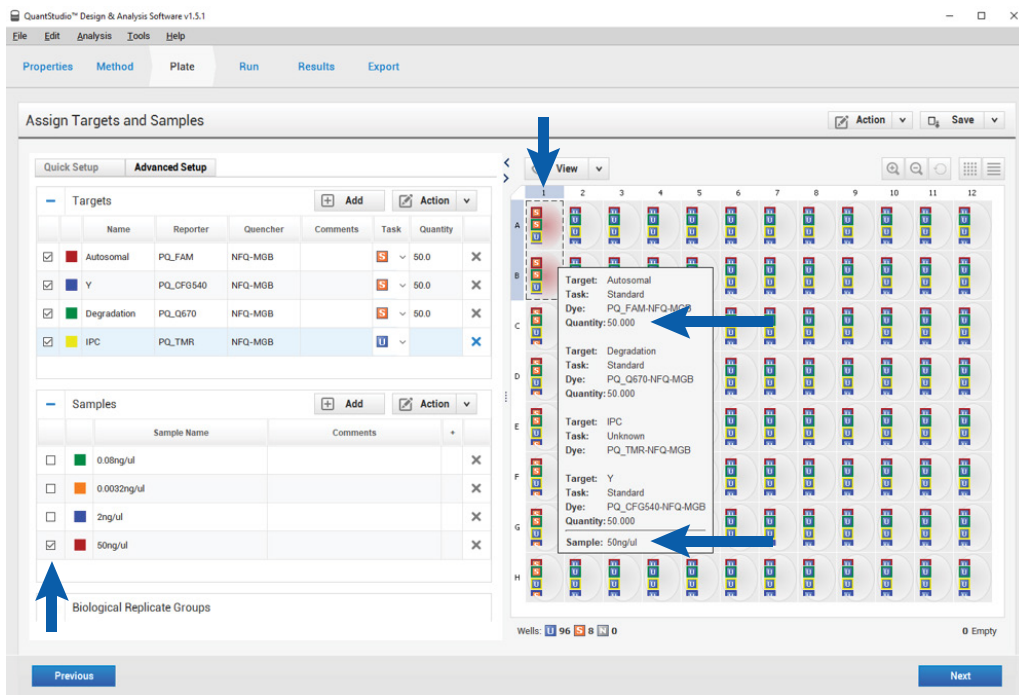 QuantStudio™ Design & Analysis Software v1.5.1
File Edit Analysis Tools Help
Properties Method Plate Run Results Export
Assign Targets and Samples
Action
Save
Quick Setup Advanced Setup
Targets
Add
Action
Name Reporter Quencher Comments Task Quantity
Autosomal PQ_FAM NFQ-MGB S 50.0
Y PQ_CFG540 NFQ-MGB S 50.0
Degradation PQ_Q670 NFQ-MGB S 50.0
IPC PQ_TMR NFQ-MGB U
Samples
Add
Action
Sample Name Comments +
0.08ng/ul
0.0032ng/ul
2ng/ul
50ng/ul
Biological Replicate Groups
View
1 2 3 4 5 6 7 8 9 10 11 12
A
B
C
D
E
F
G
H
Target: Autosomal
Task: Standard
Dye: PQ_FAM-NFQ-MGB
Quantity: 50.000
Target: Degradation
Task: Standard
Dye: PQ_Q670-NFQ-MGB
Quantity: 50.000
Target: IPC
Task: Unknown
Dye: PQ_TMR-NFQ-MGB
Target: Y
Task: Standard
Dye: PQ_CFG540-NFQ-MGB
Quantity: 50.000
Sample: 50ng/ul
Wells: U 96 S 8 N 0
0 Empty
Previous
Next